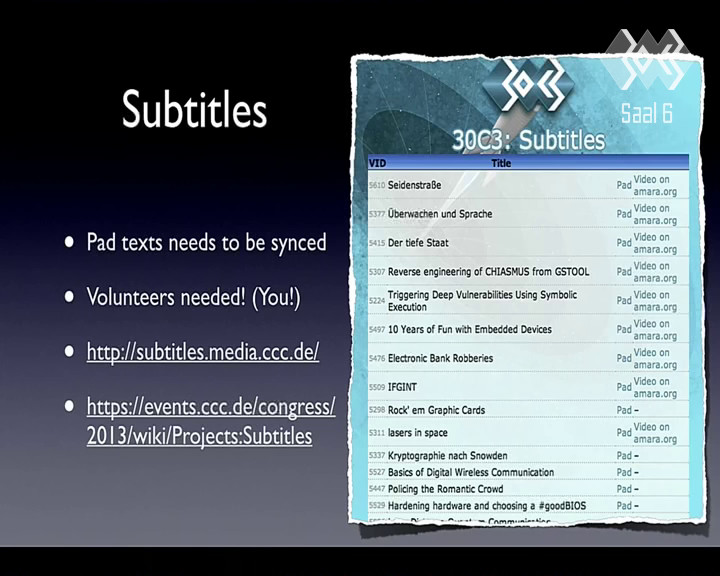 Subtitles
• Pad texts needs to be synced
• Volunteers needed! (You!)
• http://subtitles.media.ccc.de/
• https://events.ccc.de/congress/
2013/wiki/Projects:Subtitles
30C3
Saal 6
30C3: Subtitles
VID Title
5610 Seidenstraße Pad Video on
amara.org
5377 Überwachen und Sprache Pad Video on
amara.org
5415 Der tiefe Staat Pad Video on
amara.org
5307 Reverse engineering of CHIASMUS from GSTOOL Pad Video on
amara.org
5224 Triggering Deep Vulnerabilities Using Symbolic
Execution Pad Video on
amara.org
5497 10 Years of Fun with Embedded Devices Pad Video on
amara.org
5476 Electronic Bank Robberies Pad Video on
amara.org
5509 IFGINT Pad Video on
amara.org
5298 Rock' em Graphic Cards Pad –
5311 lasers in space Pad Video on
amara.org
5337 Kryptographie nach Snowden Pad –
5527 Basics of Digital Wireless Communication Pad –
5447 Policing the Romantic Crowd Pad –
5529 Hardening hardware and choosing a #goodBIOS Pad –